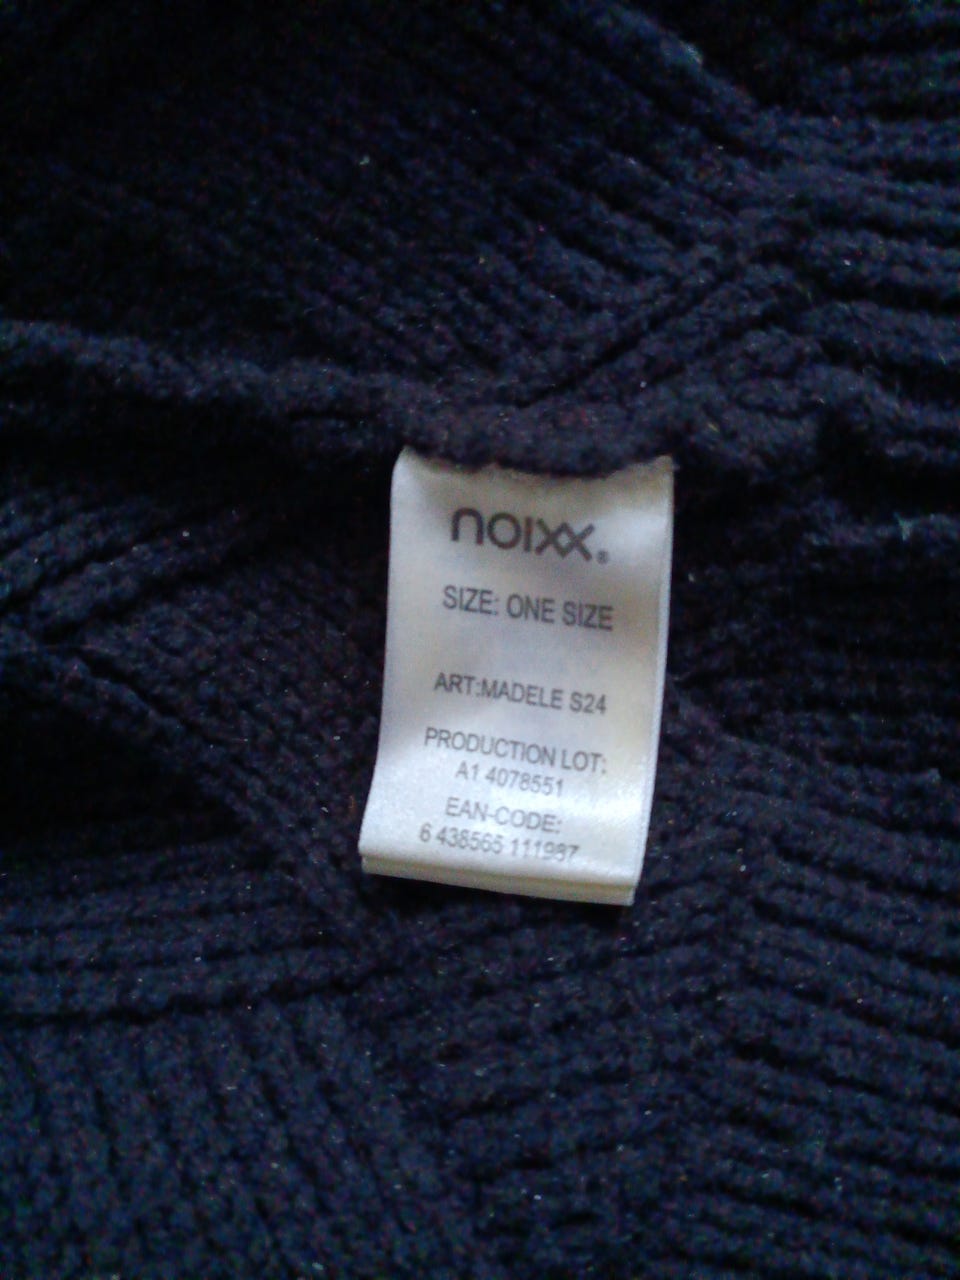 noixx®
SIZE: ONE SIZE
ART:MADELE S24
PRODUCTION LOT:
A1 4078551
EAN-CODE:
6 438565 111987